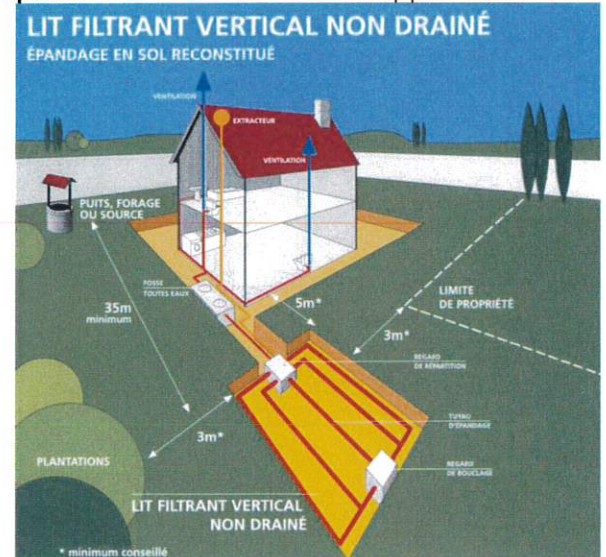 LIT FILTRANT VERTICAL NON DRAINÉ
ÉPANDAGE EN SOL RECONSTITUÉ
VENTILATION
EXTRACTEUR
VENTILATION
PUITS, FORAGE
OU SOURCE
FOSSE
TOUTES EAUX
35m
minimum
5m*
LIMITE
DE PROPRIÉTÉ
3m*
REGARD
DE RÉPARTITION
TUYAU
D'ÉPANDAGE
3m*
PLANTATIONS
REGARD
DE BOUCLAGE
LIT FILTRANT VERTICAL
NON DRAINÉ
* minimum conseillé